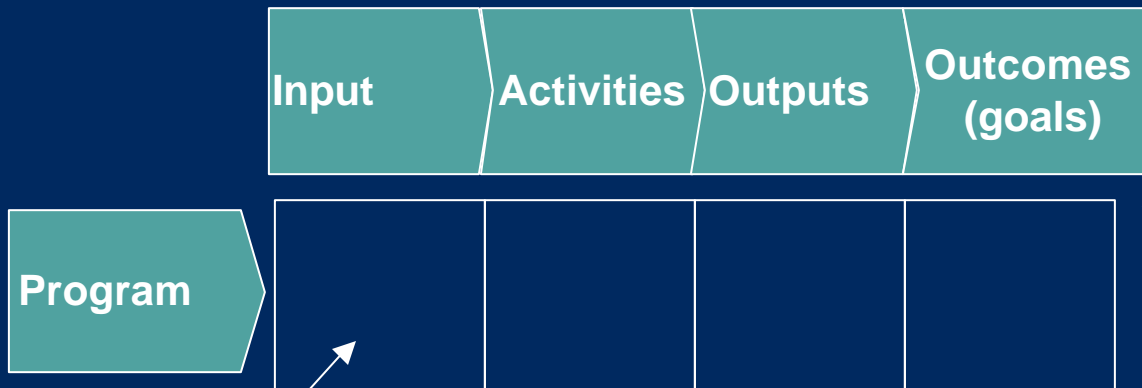 Input
Activities
Outputs
Outcomes
(goals)
Program